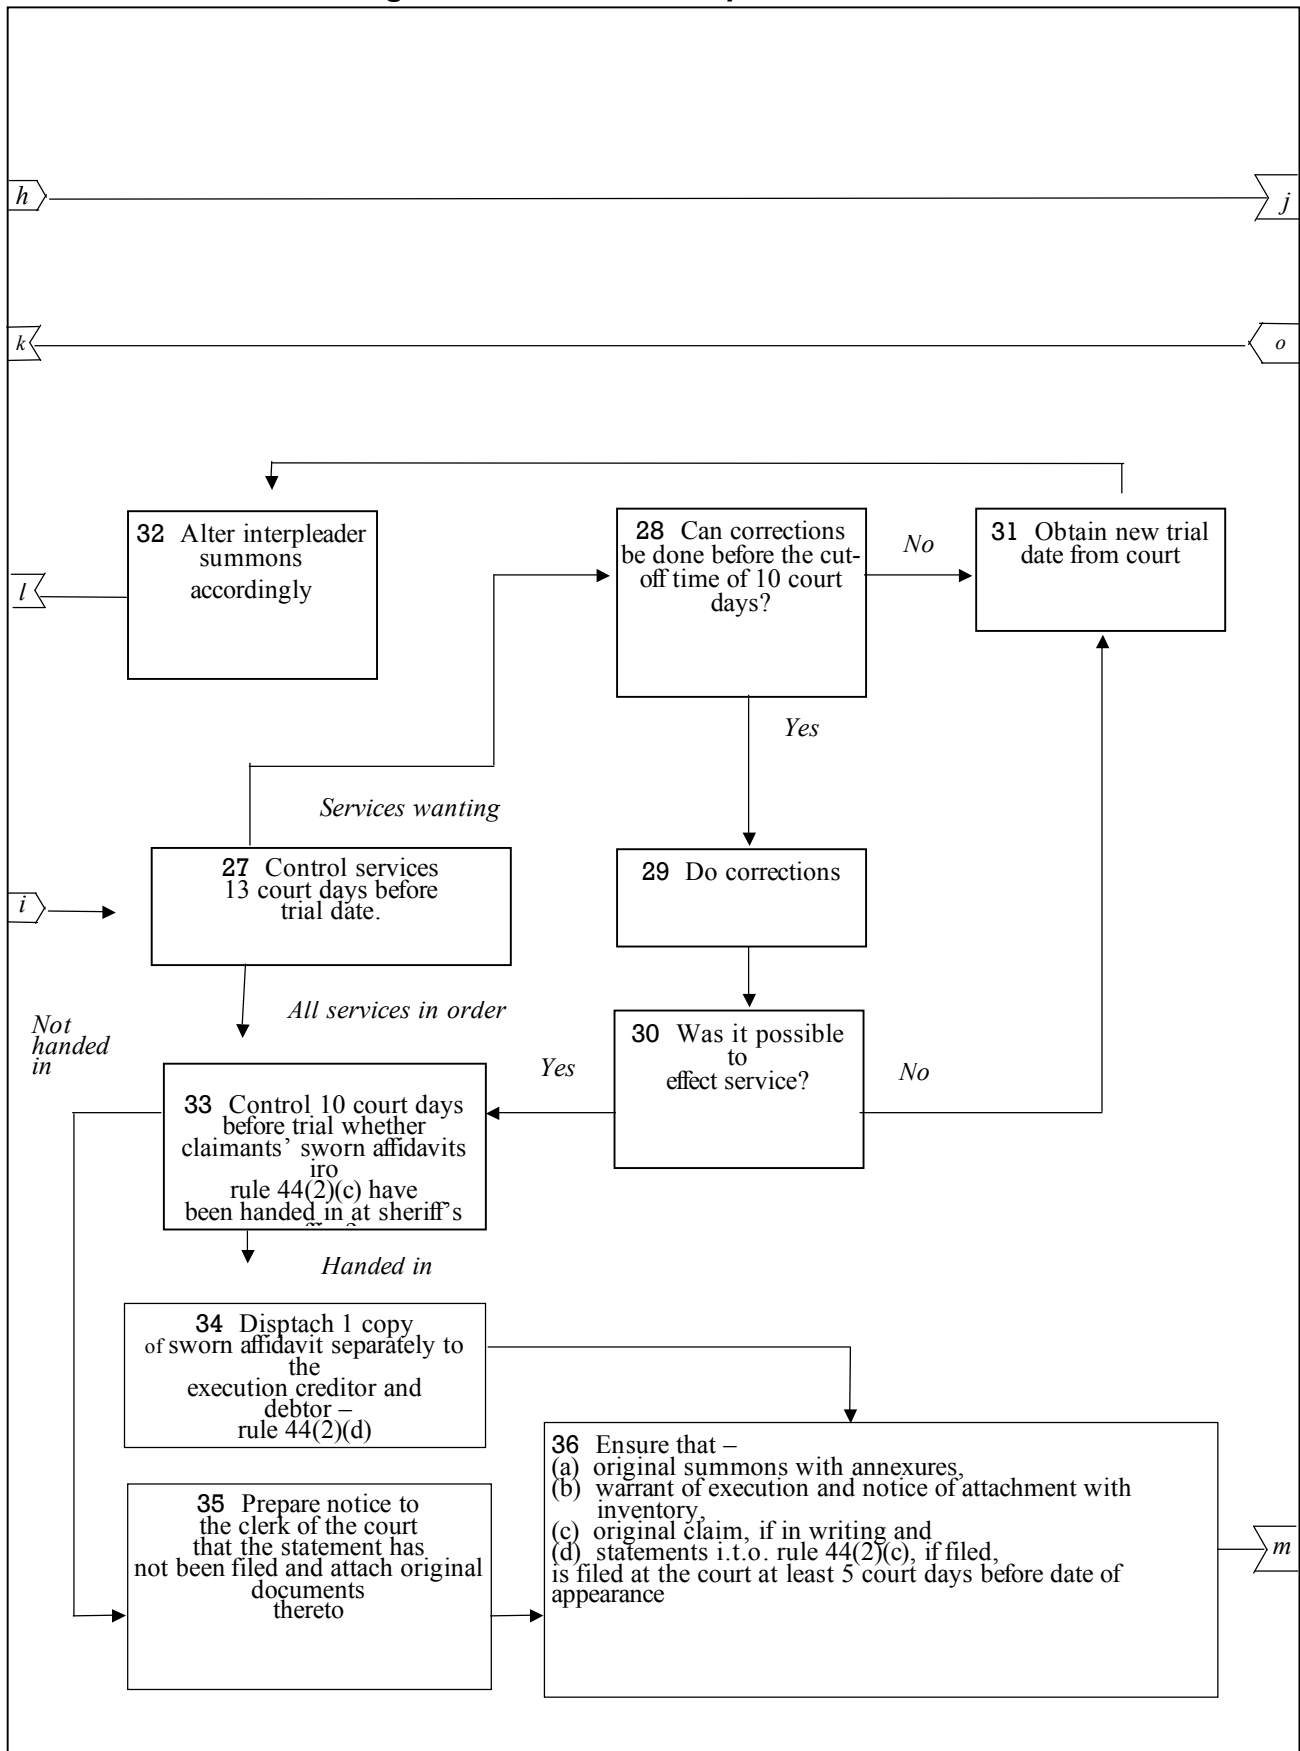 h
j
k
o
32 Alter interpleader
summons
accordingly
28 Can corrections
be done before the cut-
off time of 10 court
days?
No
31 Obtain new trial
date from court
l
Yes
Services wanting
27 Control services
13 court days before
trial date.
29 Do corrections
i
All services in order
Not
handed
in
30 Was it possible
to
effect service?
Yes
No
33 Control 10 court days
before trial whether
claimants’ sworn affidavits
iro
rule 44(2)(c) have
been handed in at sheriff’s
Handed in
34 Disptach 1 copy
of sworn affidavit separately to
the
execution creditor and
debtor –
rule 44(2)(d)
35 Prepare notice to
the clerk of the court
that the statement has
not been filed and attach original
documents
thereto
36 Ensure that –
(a) original summons with annexures,
(b) warrant of execution and notice of attachment with
inventory,
(c) original claim, if in writing and
(d) statements i.t.o. rule 44(2)(c), if filed,
is filed at the court at least 5 court days before date of
appearance
m